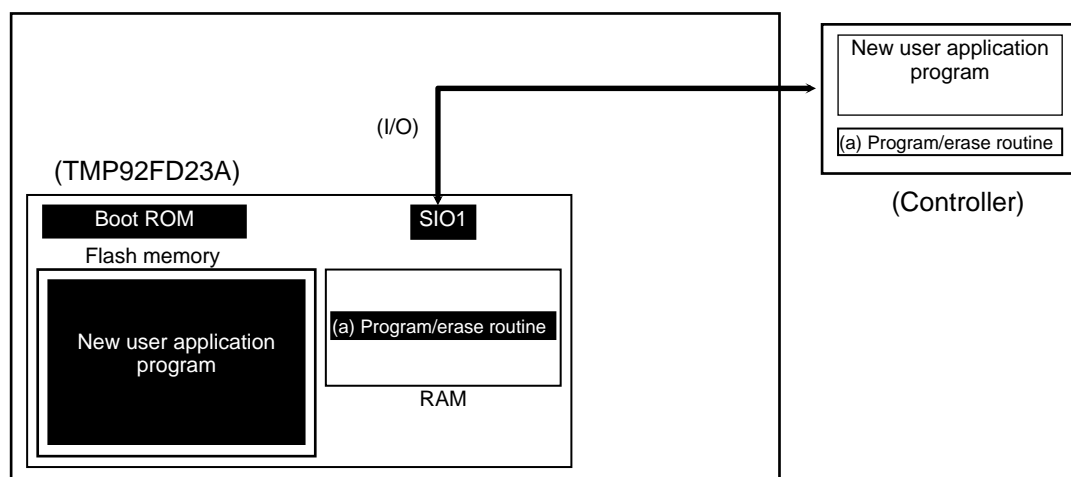 New user application
program
(I/O)
(a) Program/erase routine
(TMP92FD23A)
(Controller)
Boot ROM
SIO1
Flash memory
(a) Program/erase routine
New user application
program
RAM